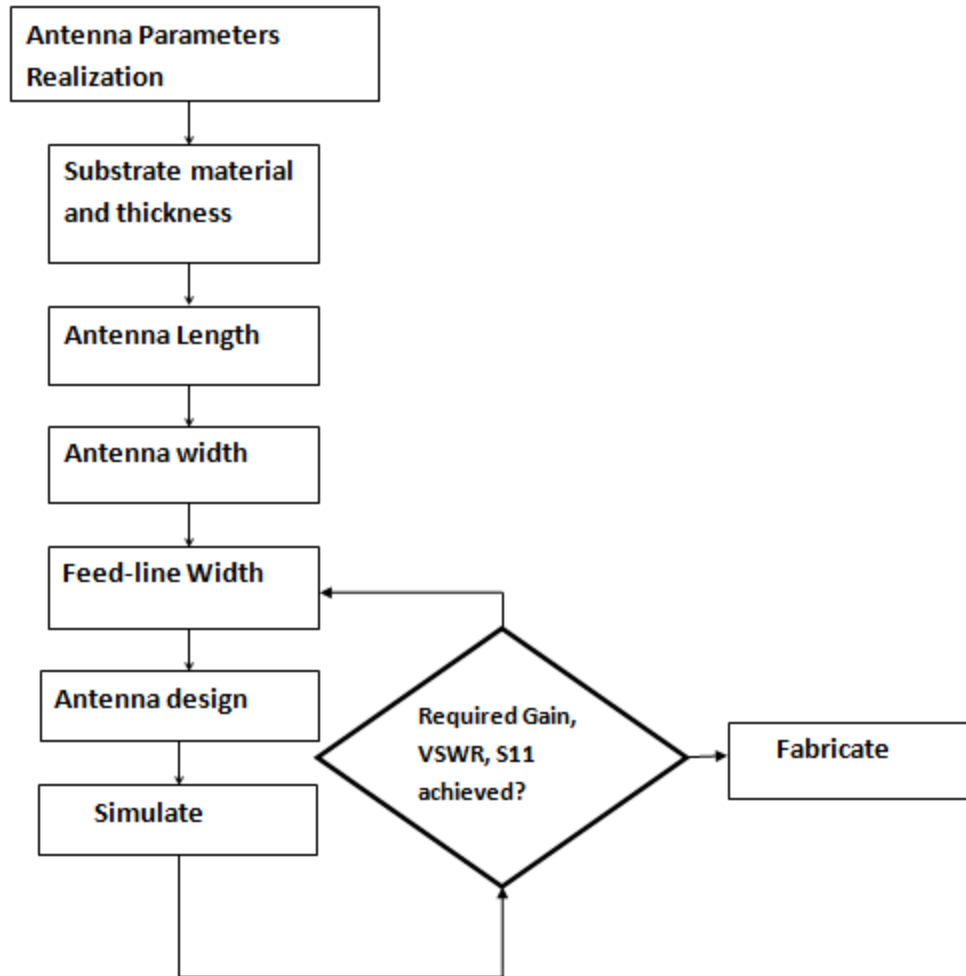 Antenna Parameters
Realization
Substrate material
and thickness
Antenna Length
Antenna width
Feed-line Width
Antenna design
Simulate
Required Gain,
VSWR, S11
achieved?
Fabricate